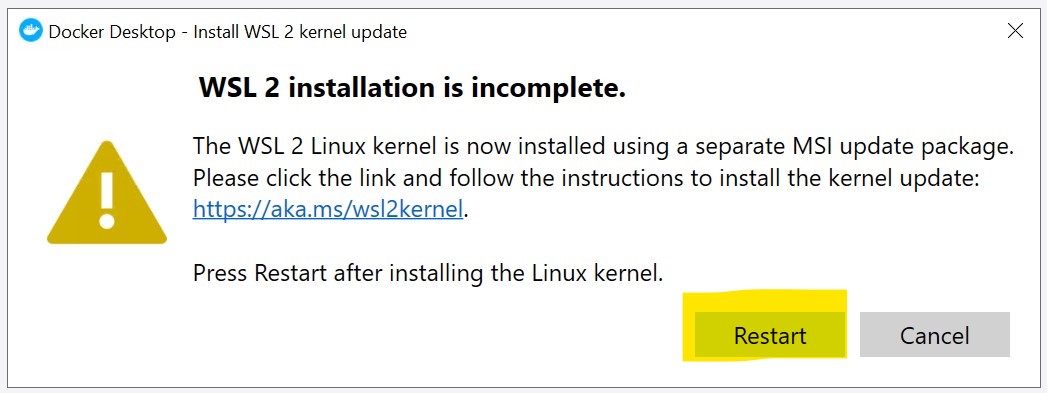 Docker Desktop - Install WSL 2 kernel update
WSL 2 installation is incomplete.
The WSL 2 Linux kernel is now installed using a separate MSI update package.
Please click the link and follow the instructions to install the kernel update:
https://aka.ms/wsl2kernel.
Press Restart after installing the Linux kernel.
Restart
Cancel